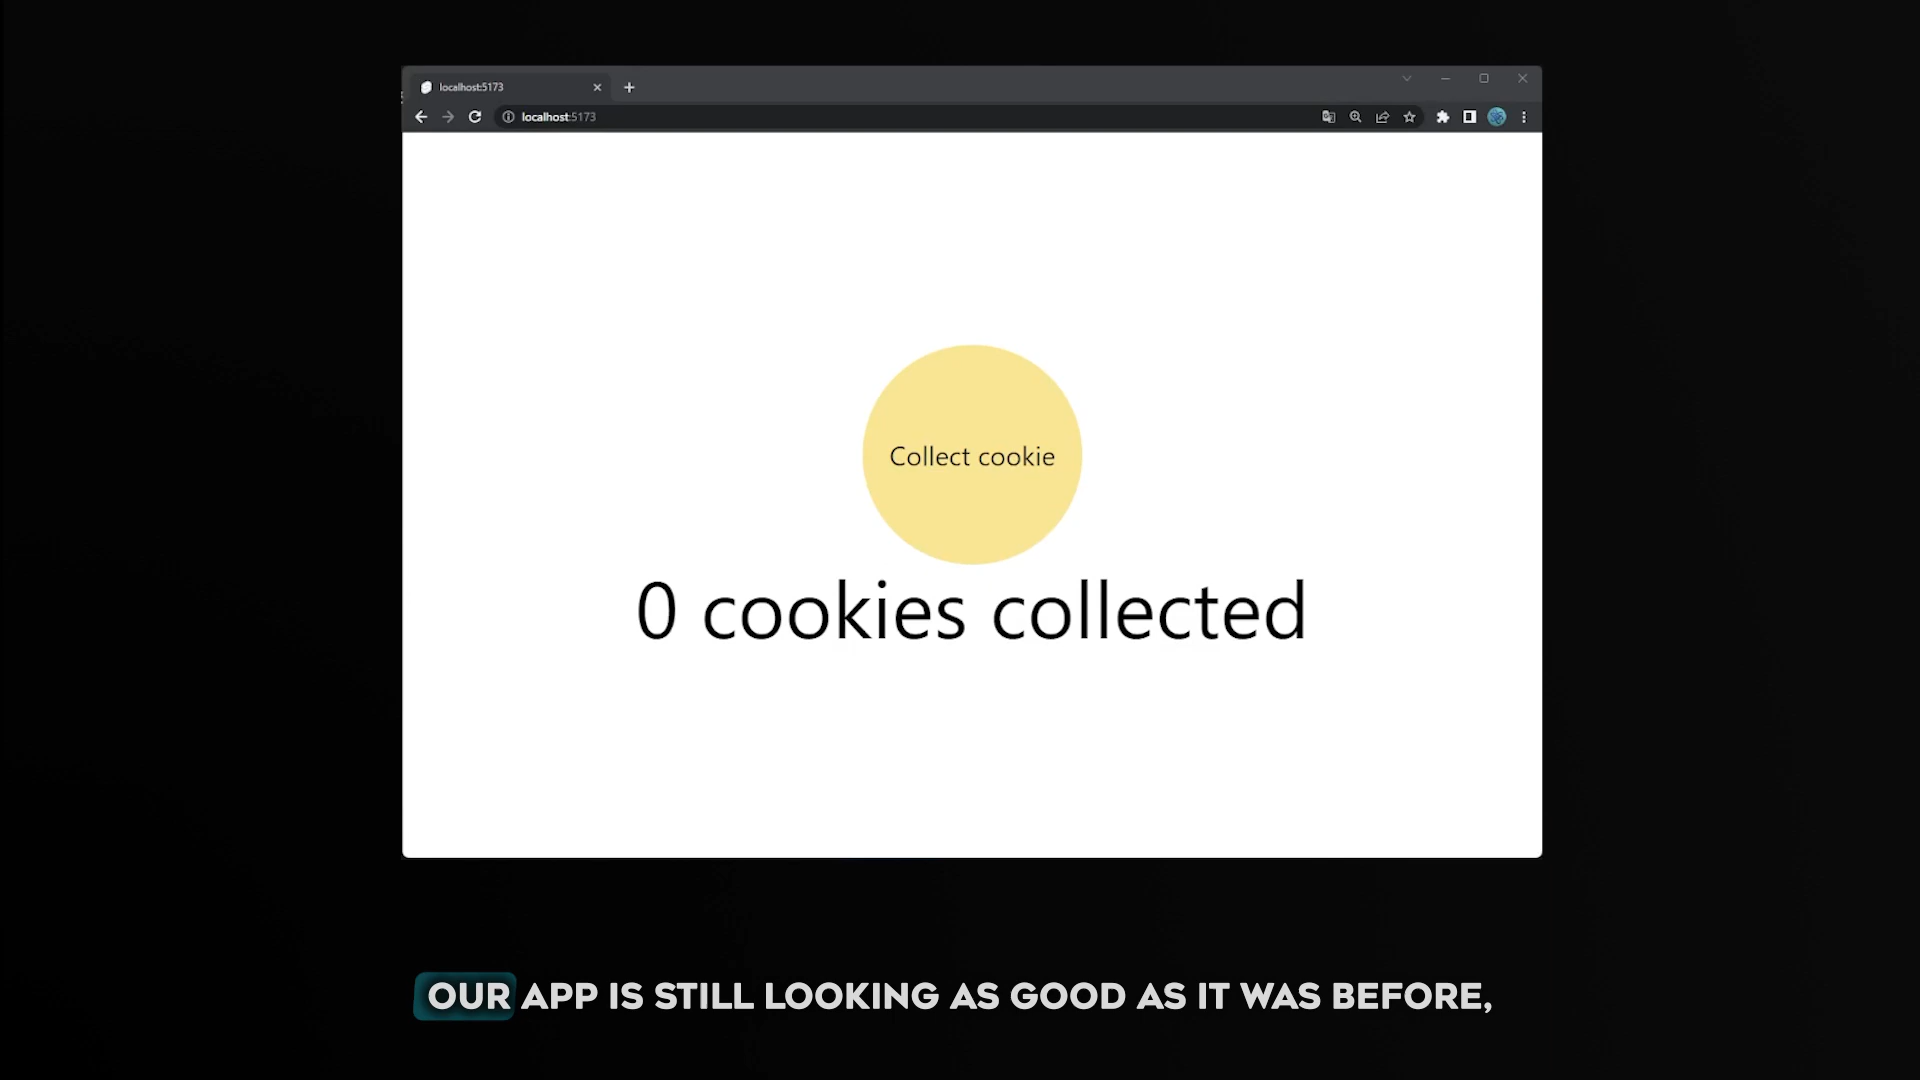 localhost:5173
localhost:5173
Collect cookie
0 cookies collected
OUR APP IS STILL LOOKING AS GOOD AS IT WAS BEFORE,